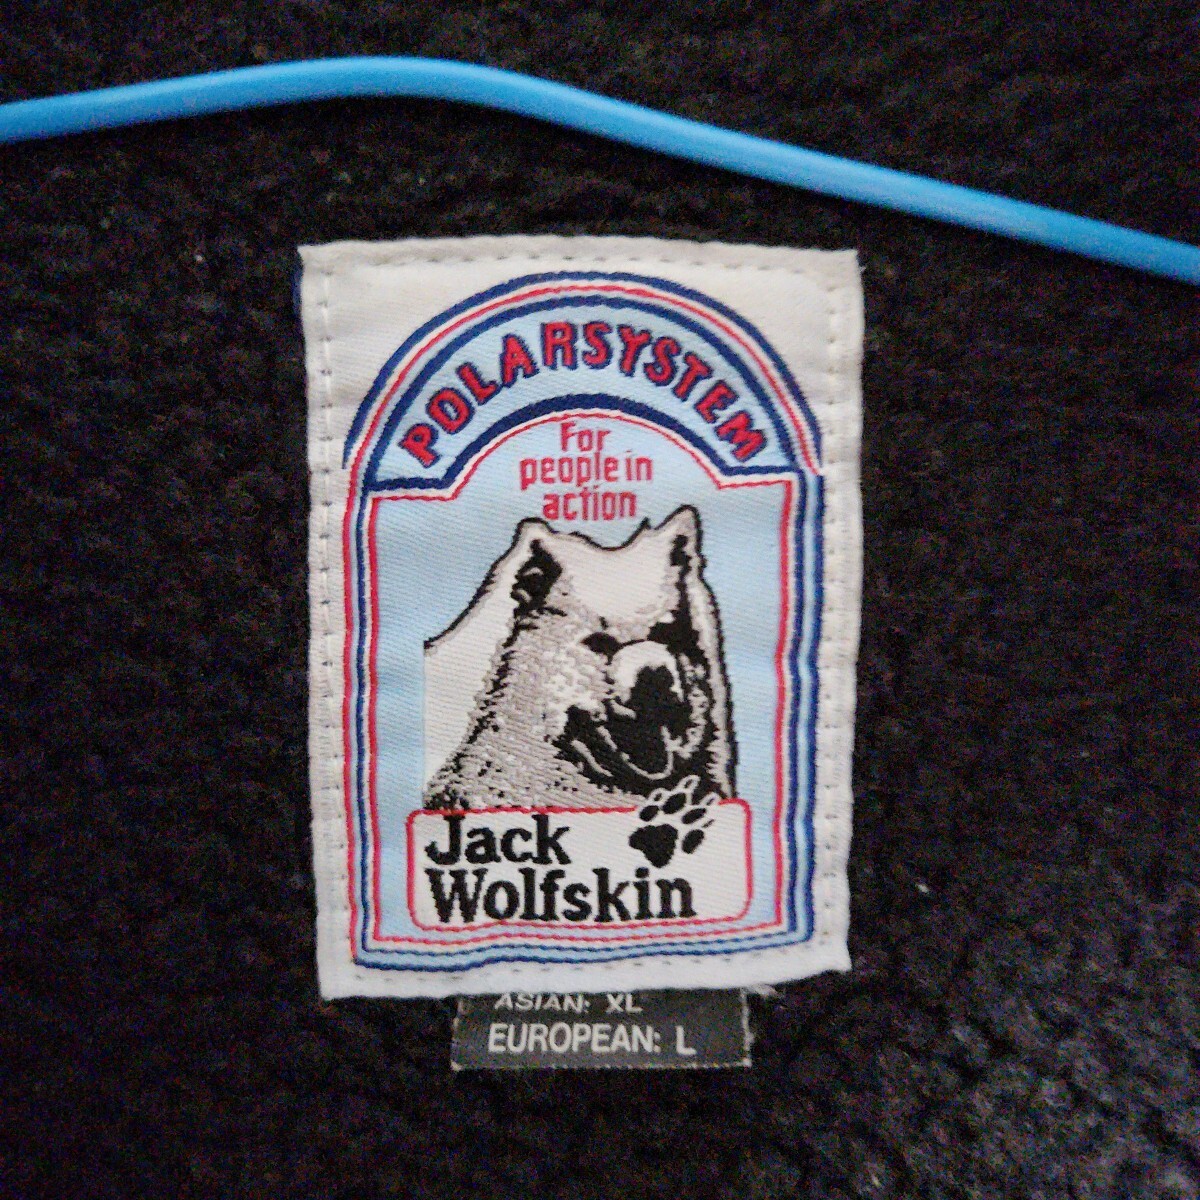 POLARSYSTEM
For
people in
action
Jack
Wolfskin
ASIAN: XL
EUROPEAN: L